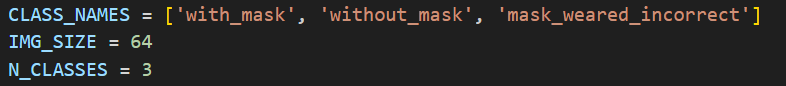 CLASS_NAMES = ['with_mask', 'without_mask', 'mask_weared_incorrect']
IMG_SIZE = 64
N_CLASSES = 3